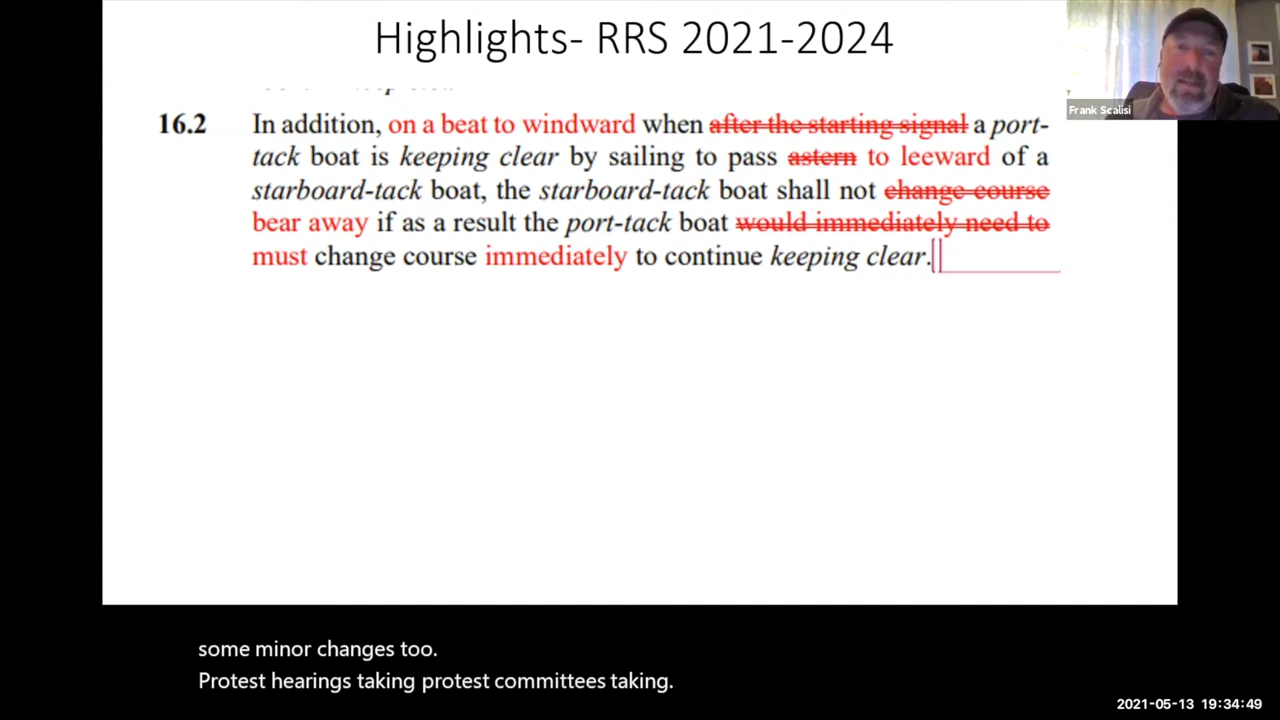 Highlights- RRS 2021-2024
Frank Scalisi
16.2 In addition, on a beat to windward when after the starting signal a port-
tack boat is keeping clear by sailing to pass astern to leeward of a
starboard-tack boat, the starboard-tack boat shall not change course
bear away if as a result the port-tack boat would immediately need to
must change course immediately to continue keeping clear.
some minor changes too.
Protest hearings taking protest committees taking.
2021-05-13 19:34:49